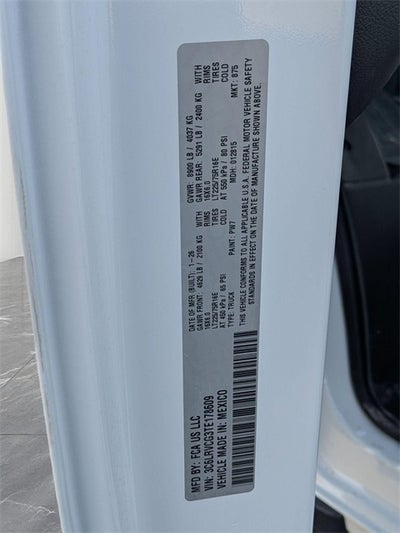 MFD BY: FCA US LLC
VIN: 3C6LRVCG3TE178609
VEHICLE MADE IN: MEXICO
DATE OF MFR (BUILT): 1-26
GVWR: 8900 LB / 4037 KG
GAWR FRONT: 4629 LB / 2100 KG WITH
16X6.0 RIMS
LT225/75R16E TIRES
AT 450 kPa / 65 PSI COLD
GAWR REAR: 5291 LB / 2400 KG WITH
16X6.0 RIMS
LT225/75R16E TIRES
AT 550 kPa / 80 PSI COLD
TYPE: TRUCK
PAINT: PW7
MDH: 012815
MKT: 875
THIS VEHICLE CONFORMS TO ALL APPLICABLE U.S.A. FEDERAL MOTOR VEHICLE SAFETY
STANDARDS IN EFFECT ON THE DATE OF MANUFACTURE SHOWN ABOVE.